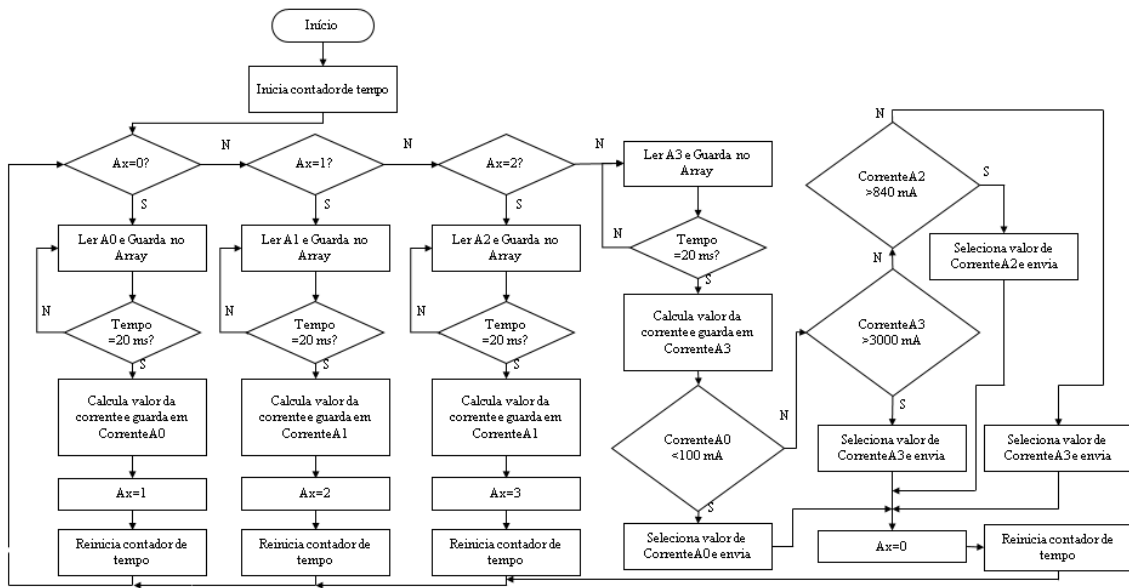 Início
Inicia contador de tempo
Ax=0?
N
S
Ler A0 e Guarda no
Array
N
Tempo
=20 ms?
S
Calcula valor da
corrente e guarda em
CorrenteA0
Ax=1
Reinicia contador de
tempo
Ax=1?
N
S
Ler A1 e Guarda no
Array
N
Tempo
=20 ms?
S
Calcula valor da
corrente e guarda em
CorrenteA1
Ax=2
Reinicia contador de
tempo
Ax=2?
N
S
Ler A2 e Guarda no
Array
N
Tempo
=20 ms?
S
Calcula valor da
corrente e guarda em
CorrenteA1
Ax=3
Reinicia contador de
tempo
Ler A3 e Guarda no
Array
N
Tempo
=20 ms?
S
Calcula valor da
corrente e guarda em
CorrenteA3
CorrenteA0
<100 mA
N
S
Seleciona valor de
CorrenteA0 e envia
N
CorrenteA2
>840 mA
S
Seleciona valor de
CorrenteA2 e envia
N
CorrenteA3
>3000 mA
S
Seleciona valor de
CorrenteA3 e envia
Seleciona valor de
CorrenteA3 e envia
Ax=0
Reinicia contador de
tempo